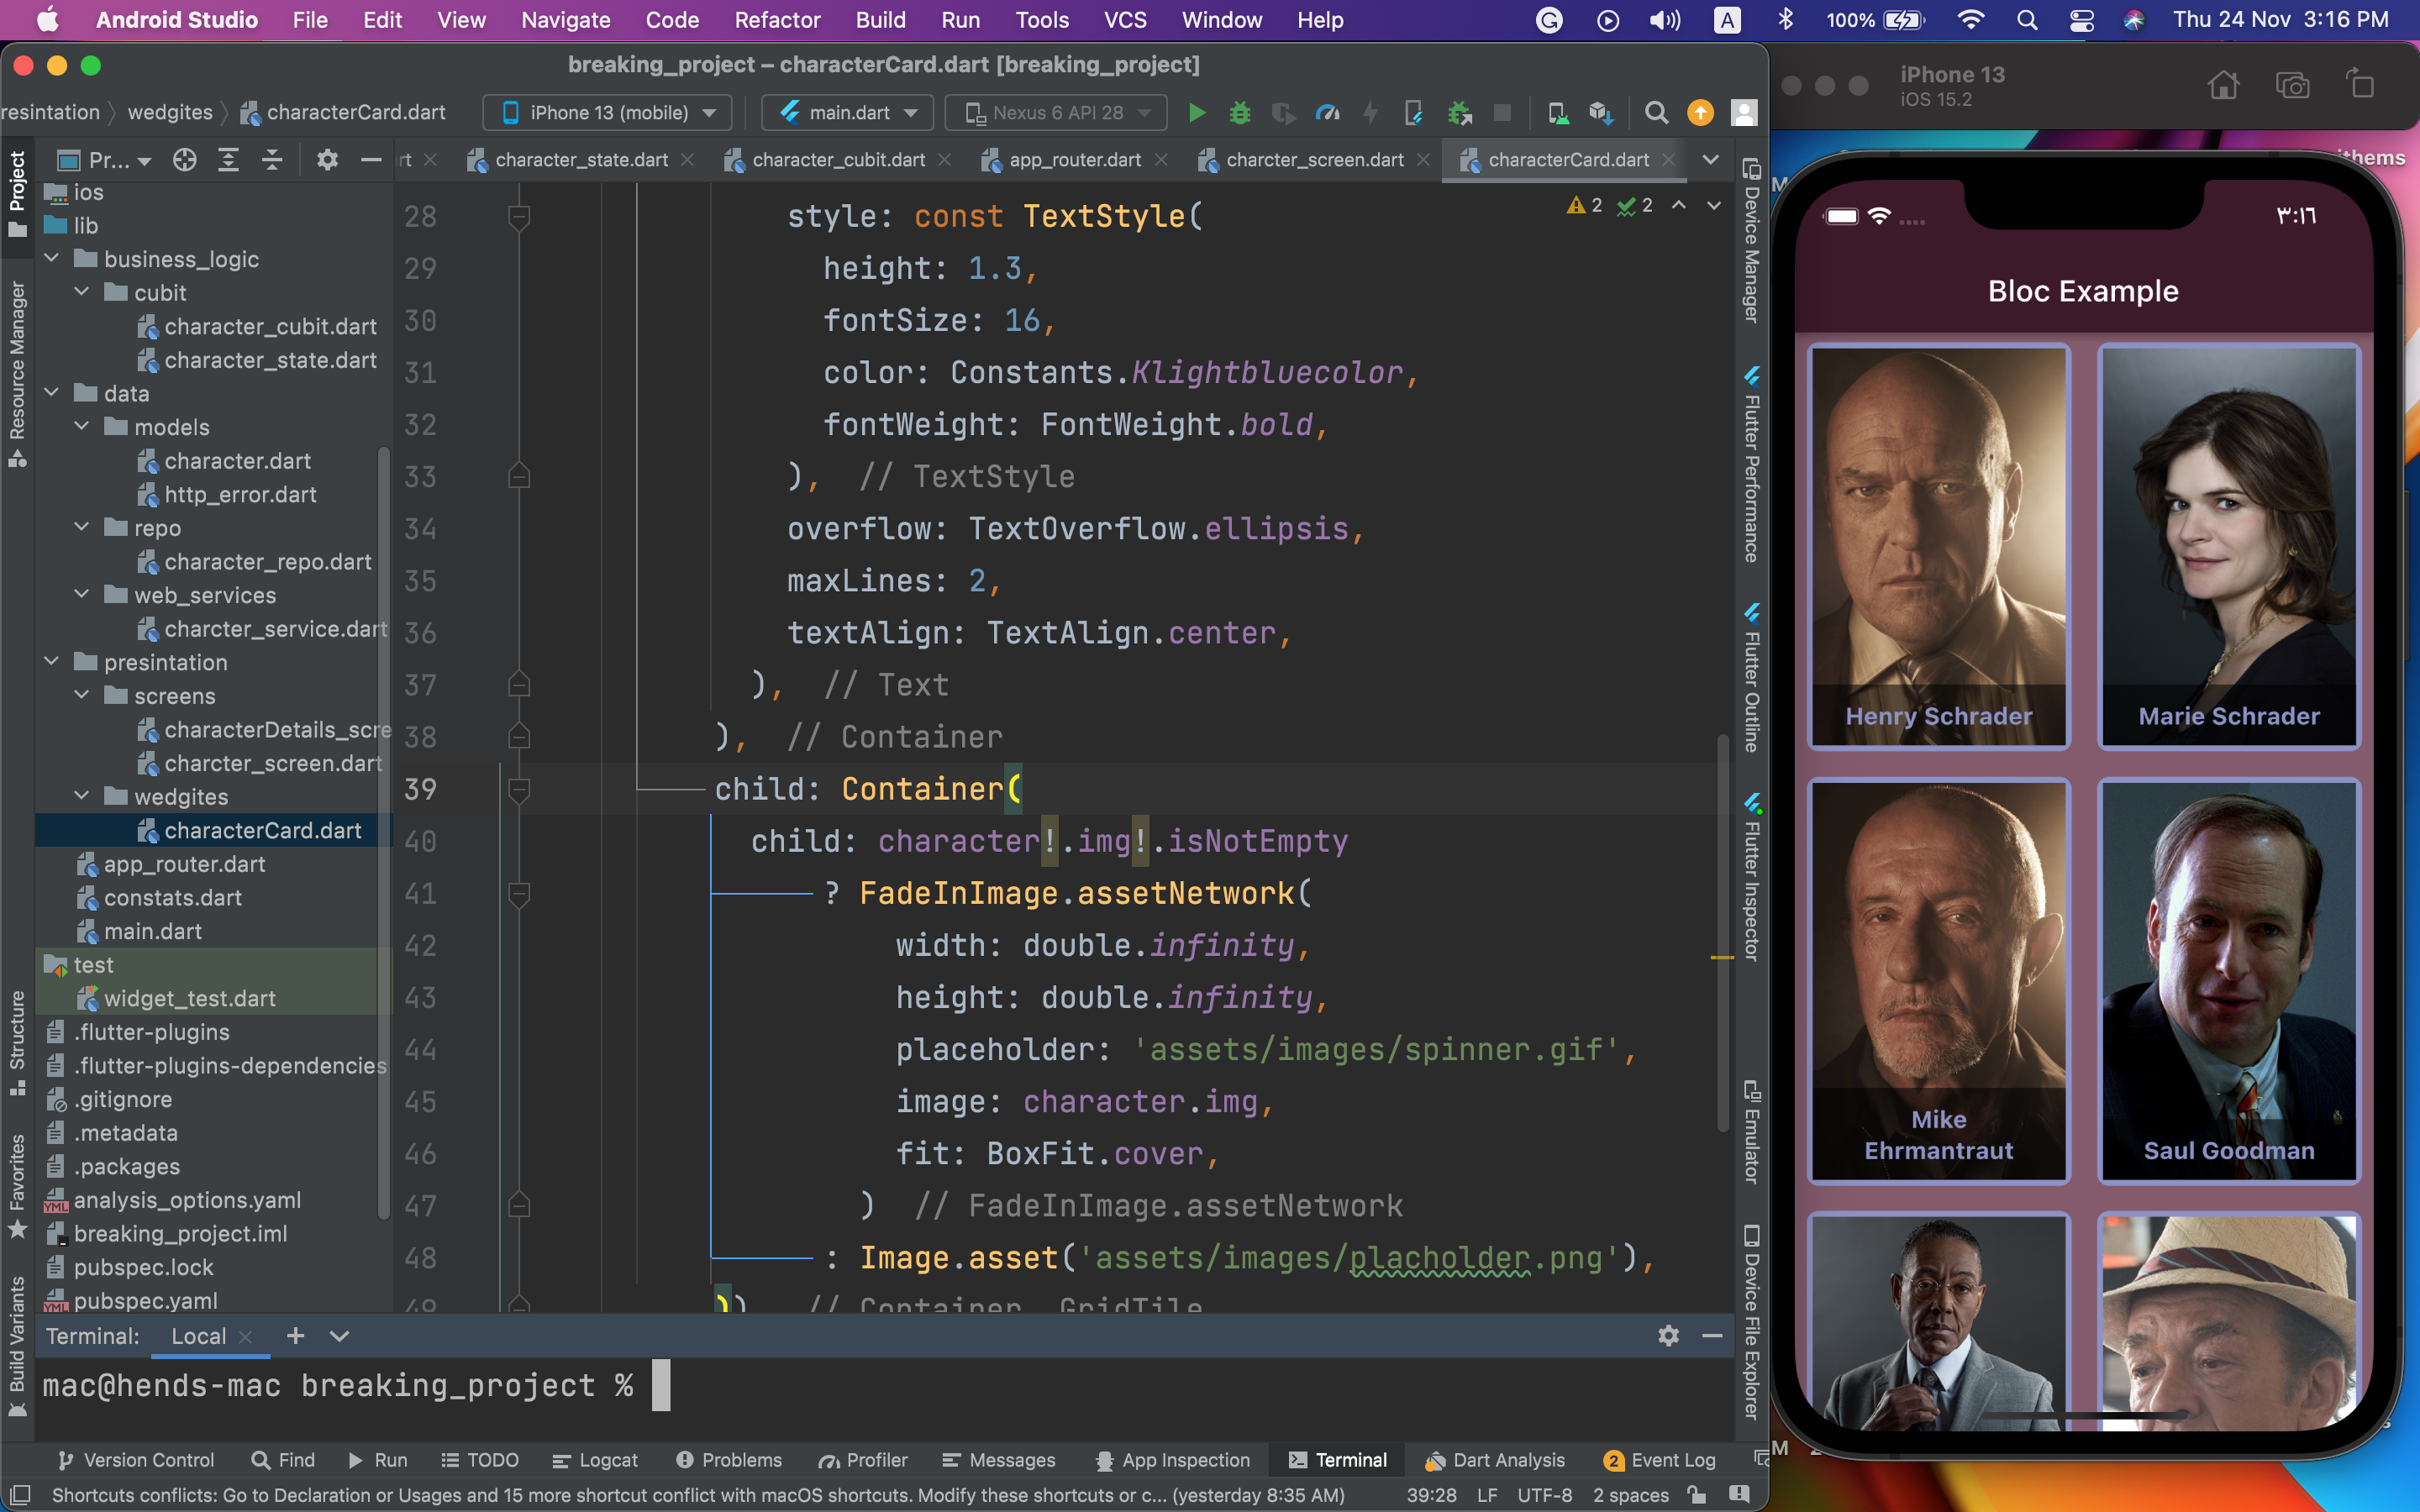 Android Studio File Edit View Navigate Code Refactor Build Run Tools VCS Window Help A 100% Thu 24 Nov 3:16 PM
breaking_project – characterCard.dart [breaking_project]
resintation wedgites characterCard.dart iPhone 13 (mobile) main.dart Nexus 6 API 28
Pr... rt character_state.dart character_cubit.dart app_router.dart charcter_screen.dart characterCard.dart
Project
Resource Manager
Structure
Favorites
Build Variants
ios
lib
business_logic
cubit
character_cubit.dart
character_state.dart
data
models
character.dart
http_error.dart
repo
character_repo.dart
web_services
charcter_service.dart
presintation
screens
characterDetails_scre
charcter_screen.dart
wedgites
characterCard.dart
app_router.dart
constats.dart
main.dart
test
widget_test.dart
.flutter-plugins
.flutter-plugins-dependencies
.gitignore
.metadata
.packages
analysis_options.yaml
breaking_project.iml
pubspec.lock
pubspec.yaml
2 2
28 style: const TextStyle(
29 height: 1.3,
30 fontSize: 16,
31 color: Constants.Klightbluecolor,
32 fontWeight: FontWeight.bold,
33 ), // TextStyle
34 overflow: TextOverflow.ellipsis,
35 maxLines: 2,
36 textAlign: TextAlign.center,
37 ), // Text
38 ), // Container
39 child: Container(
40 child: character!.img!.isNotEmpty
41 ? FadeInImage.assetNetwork(
42 width: double.infinity,
43 height: double.infinity,
44 placeholder: 'assets/images/spinner.gif',
45 image: character.img,
46 fit: BoxFit.cover,
47 ) // FadeInImage.assetNetwork
48 : Image.asset('assets/images/placholder.png'),
49 )) // Container, GridTile
Device Manager
Flutter Performance
Flutter Outline
Flutter Inspector
Emulator
Device File Explorer
Terminal: Local
mac@hends-mac breaking_project %
Version Control Find Run TODO Logcat Problems Profiler Messages App Inspection Terminal Dart Analysis 2 Event Log
Shortcuts conflicts: Go to Declaration or Usages and 15 more shortcut conflict with macOS shortcuts. Modify these shortcuts or c... (yesterday 8:35 AM) 39:28 LF UTF-8 2 spaces
iPhone 13
iOS 15.2
٣:١٦
Bloc Example
Henry Schrader
Marie Schrader
Mike
Ehrmantraut
Saul Goodman